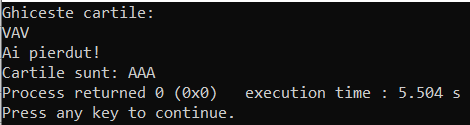 Ghiceste cartile:
VAV
Ai pierdut!
Cartile sunt: AAA
Process returned 0 (0x0)   execution time : 5.504 s
Press any key to continue.